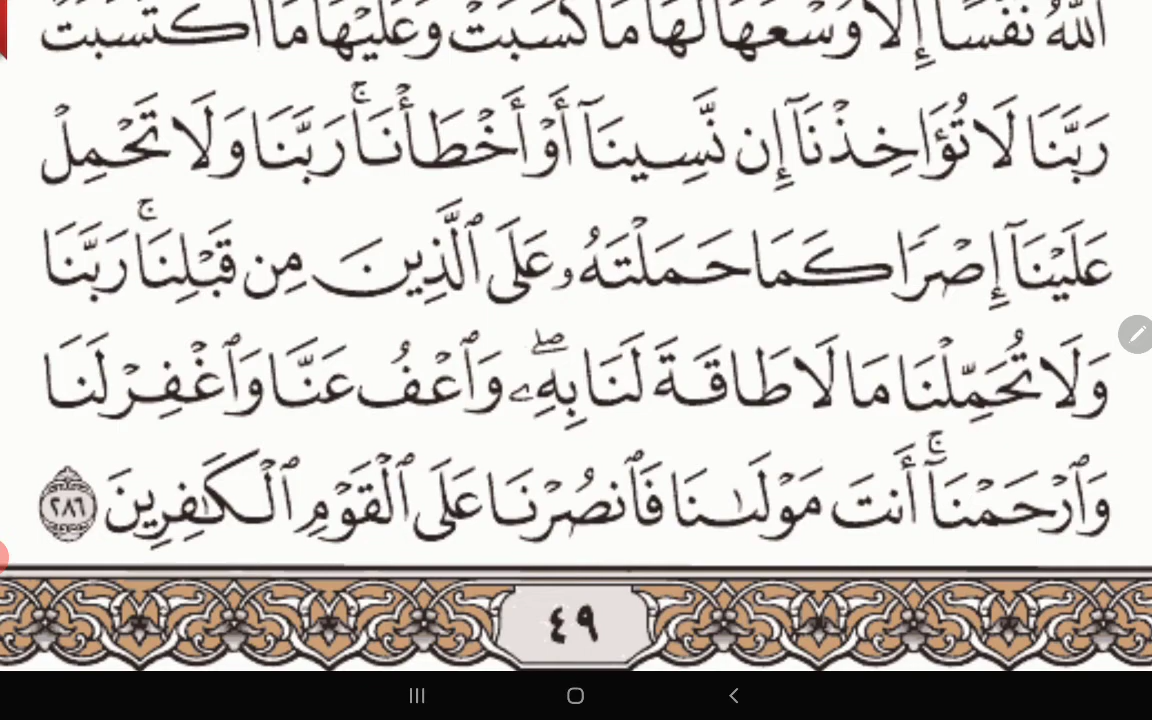 ٱللَّهُ نَفْسًا إِلَّا وُسْعَهَا لَهَا مَا كَسَبَتْ وَعَلَيْهَا مَا ٱكْتَسَبَتْ
رَبَّنَا لَا تُؤَاخِذْنَآ إِن نَّسِينَآ أَوْ أَخْطَأْنَا ۚ رَبَّنَا وَلَا تَحْمِلْ
عَلَيْنَآ إِصْرًا كَمَا حَمَلْتَهُۥ عَلَى ٱلَّذِينَ مِن قَبْلِنَا ۚ رَبَّنَا
وَلَا تُحَمِّلْنَا مَا لَا طَاقَةَ لَنَا بِهِۦ ۖ وَٱعْفُ عَنَّا وَٱغْفِرْ لَنَا
وَٱرْحَمْنَآ ۚ أَنتَ مَوْلَىٰنَا فَٱنصُرْنَا عَلَى ٱلْقَوْمِ ٱلْكَٰفِرِينَ ٢٨٦
٤٩